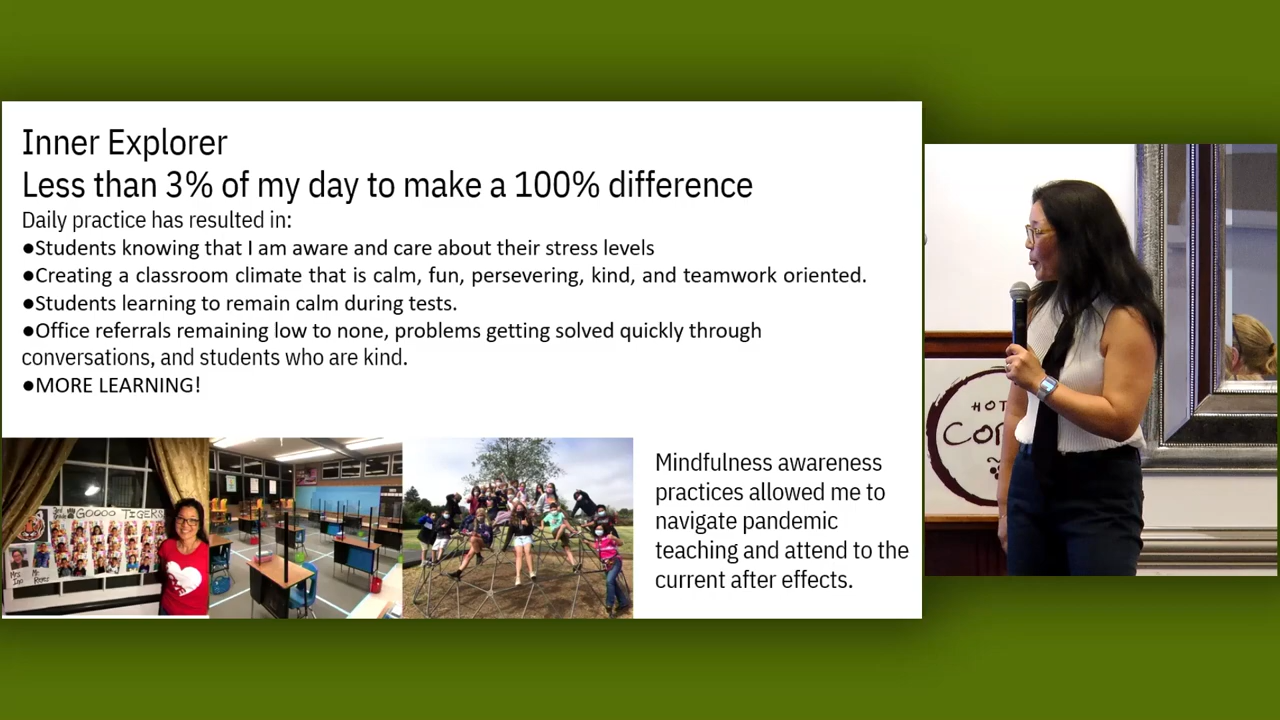 Inner Explorer
Less than 3% of my day to make a 100% difference
Daily practice has resulted in:
●Students knowing that I am aware and care about their stress levels
●Creating a classroom climate that is calm, fun, persevering, kind, and teamwork oriented.
●Students learning to remain calm during tests.
●Office referrals remaining low to none, problems getting solved quickly through
conversations, and students who are kind.
●MORE LEARNING!
Mindfulness awareness
practices allowed me to
navigate pandemic
teaching and attend to the
current after effects.
GOOOO TIGERS
HOT